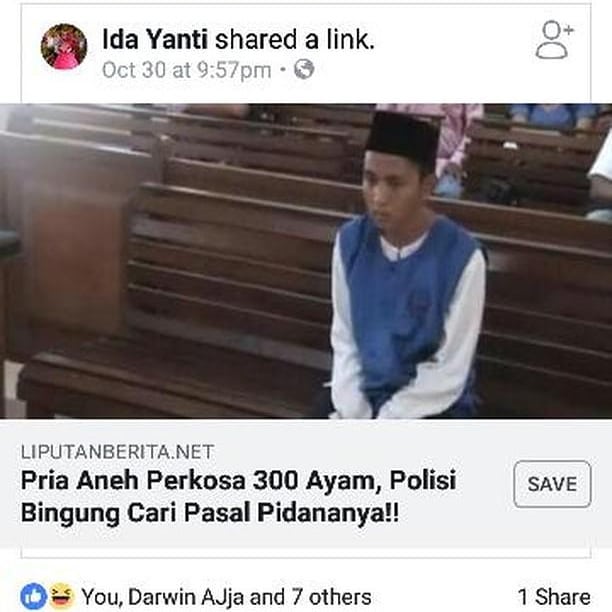 Ida Yanti shared a link.
Oct 30 at 9:57pm •
LIPUTANBERITA.NET
Pria Aneh Perkosa 300 Ayam, Polisi
Bingung Cari Pasal Pidananya!!
SAVE
You, Darwin AJja and 7 others
1 Share